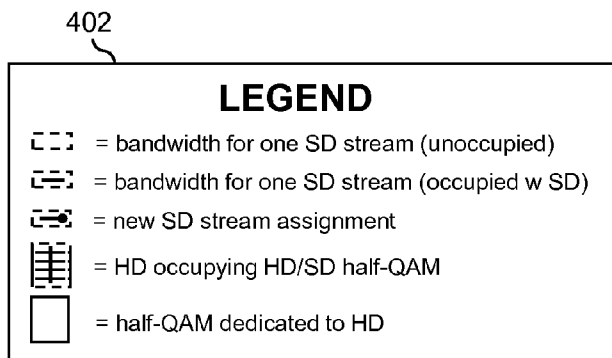 402
LEGEND
= bandwidth for one SD stream (unoccupied)
= bandwidth for one SD stream (occupied w SD)
= new SD stream assignment
= HD occupying HD/SD half-QAM
= half-QAM dedicated to HD